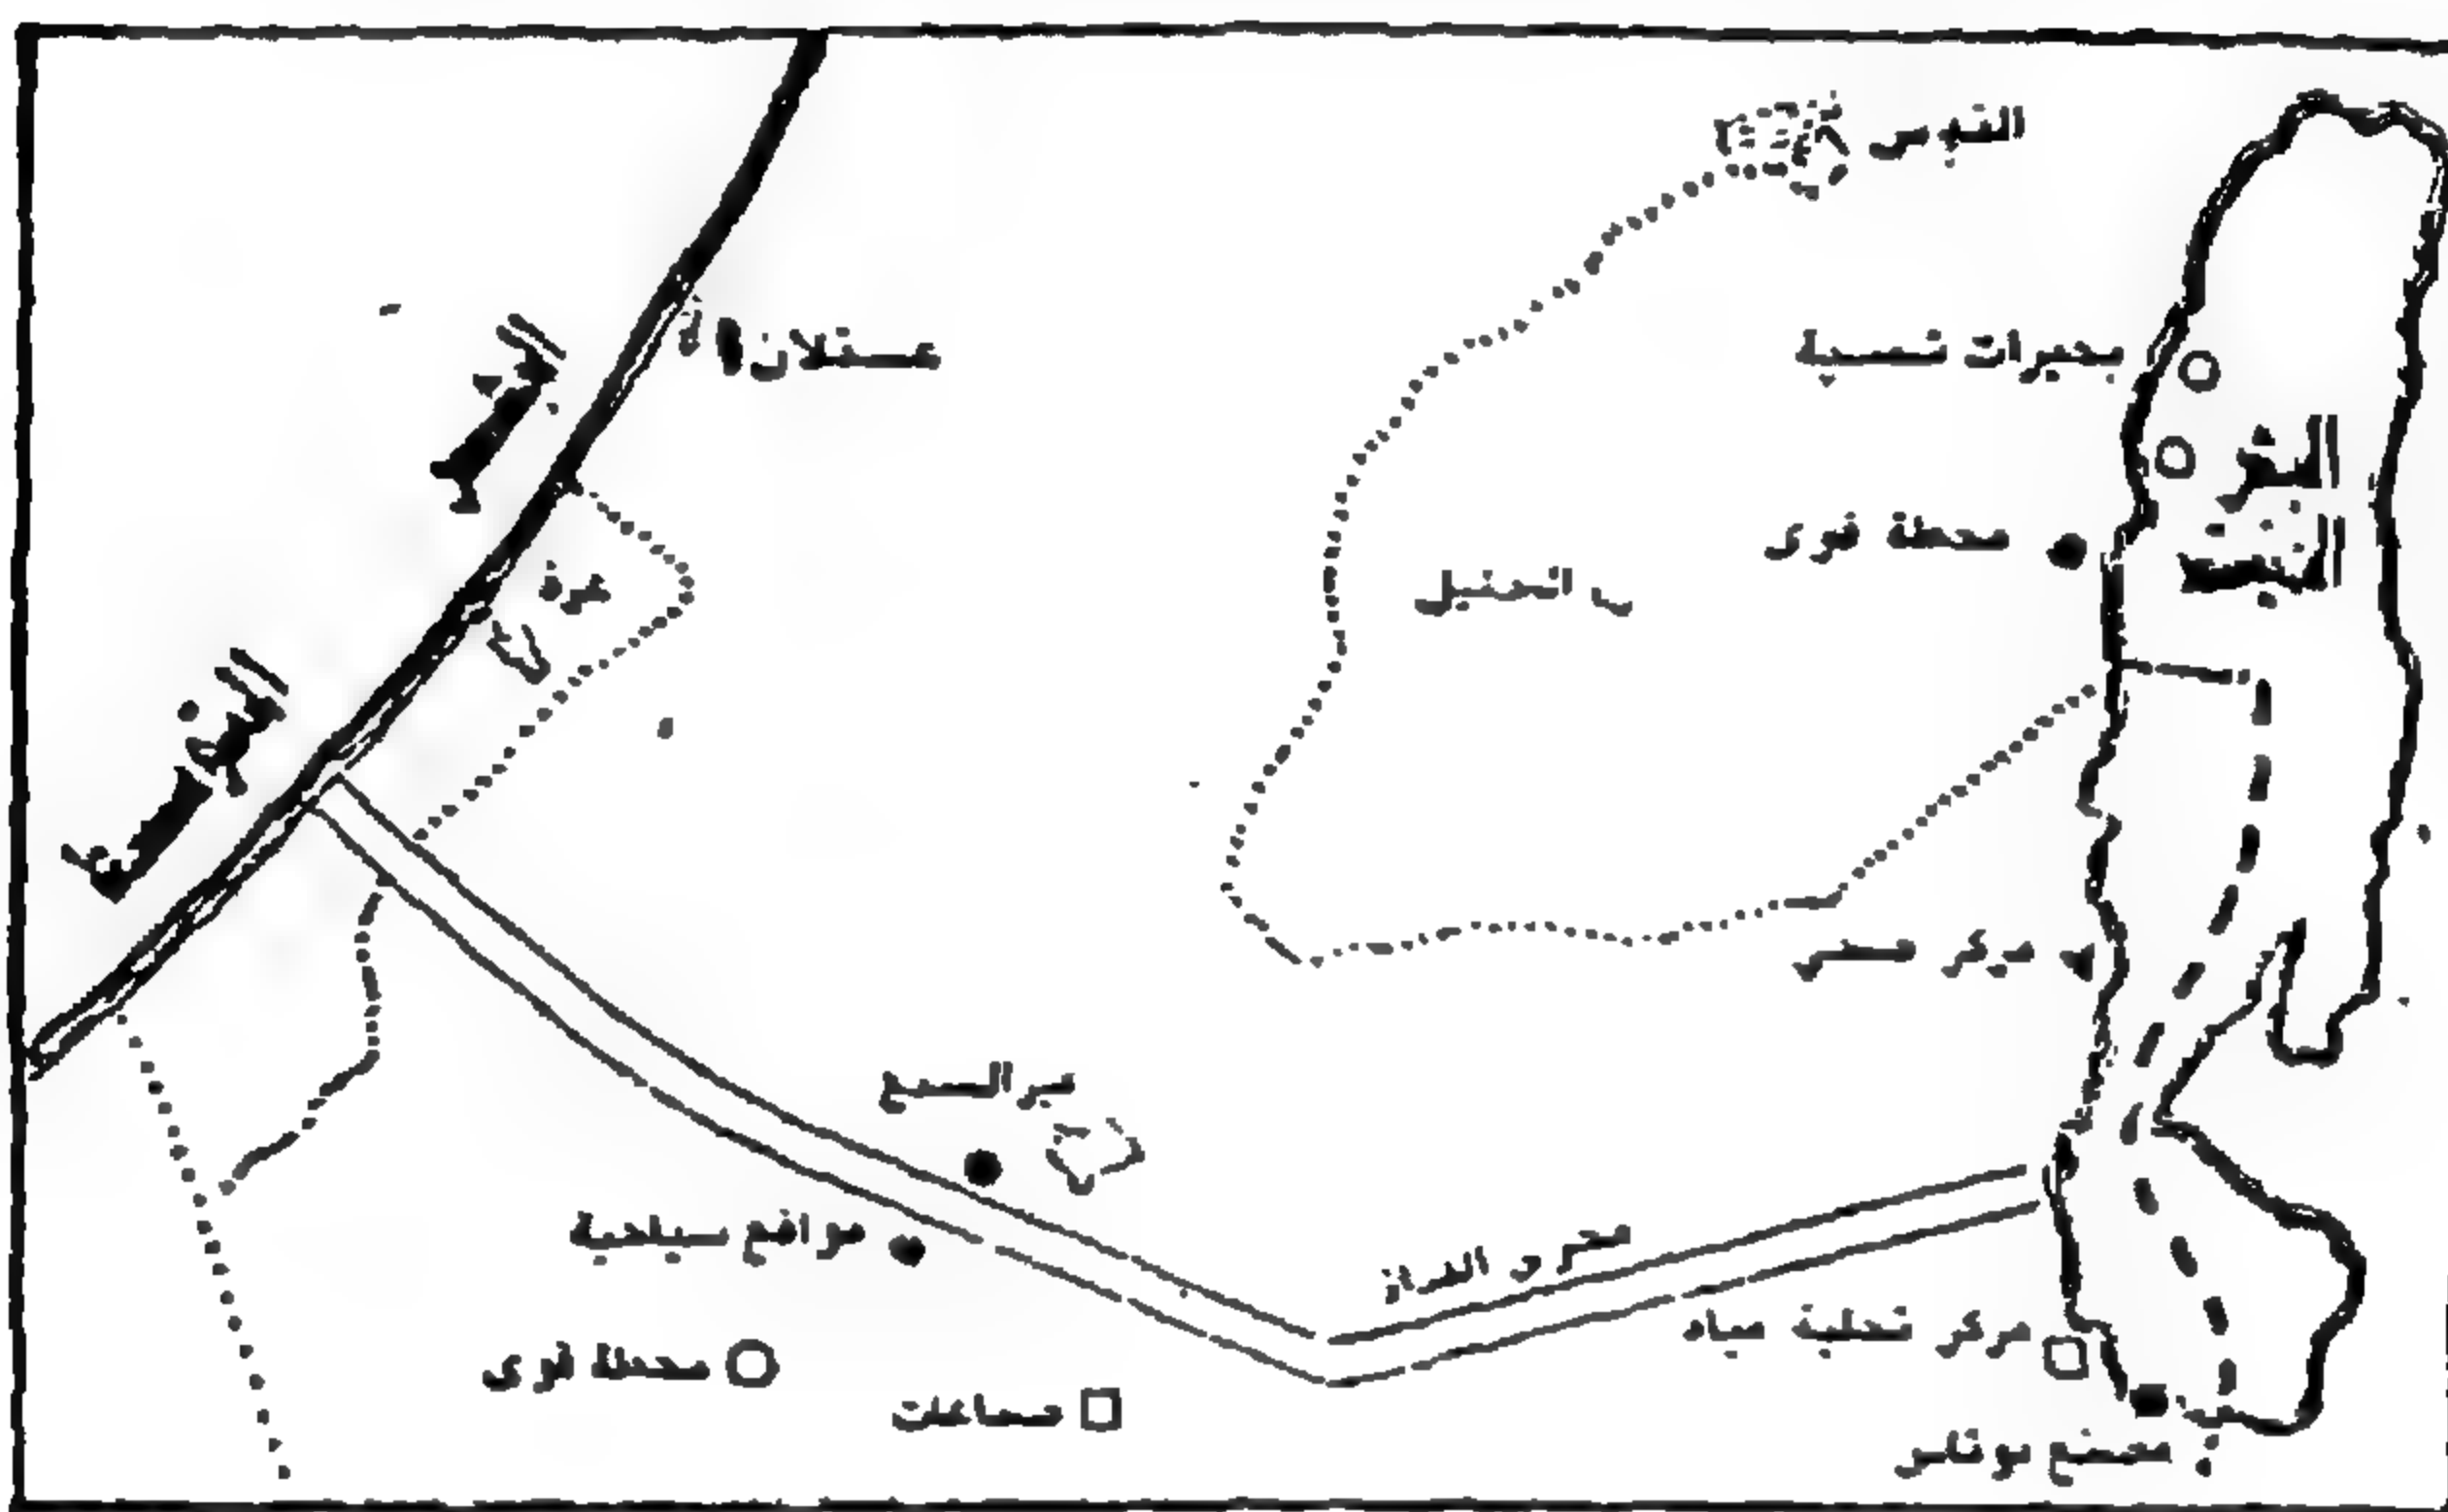 القدس
عسقلان
البحر
بحيرات شمسية
البحر
الميت
محطة قوى
الخليل
غزة
المتوسط
مركز
بئر السبع
مواقع سياحية
مجرى القناة
مركز تحلية مياه
محطة قوى
صناعات
مصنع بوتاس